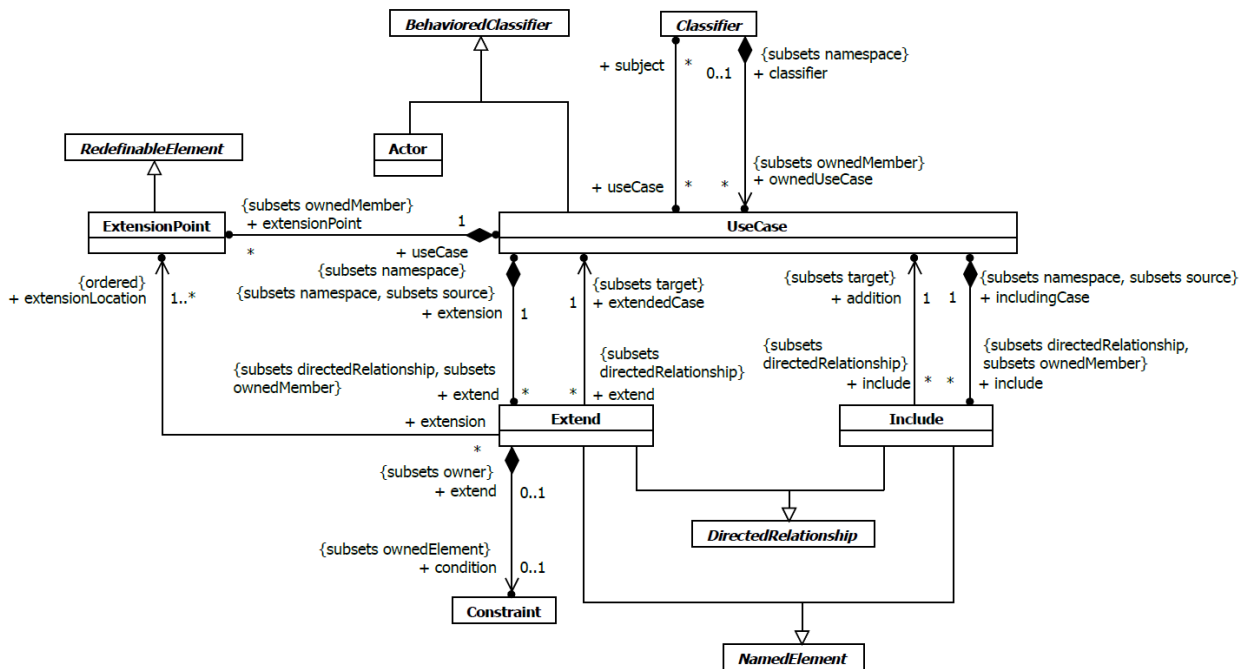 BehavioredClassifier
Classifier
+ subject
*
0..1
{subsets namespace}
+ classifier
RedefinableElement
Actor
{subsets ownedMember}
+ ownedUseCase
+ useCase
*
*
ExtensionPoint
{subsets ownedMember}
+ extensionPoint
*
1
+ useCase
{subsets namespace}
UseCase
{ordered}
+ extensionLocation
1..*
{subsets namespace, subsets source}
+ extension
1
{subsets target}
+ extendedCase
1
{subsets target}
+ addition
1
{subsets namespace, subsets source}
+ includingCase
1
{subsets directedRelationship, subsets
ownedMember}
+ extend
*
{subsets
directedRelationship}
+ extend
*
{subsets
directedRelationship}
+ include
*
{subsets directedRelationship,
subsets ownedMember}
+ include
*
+ extension
*
Extend
Include
{subsets owner}
+ extend
0..1
DirectedRelationship
{subsets ownedElement}
+ condition
0..1
Constraint
NamedElement